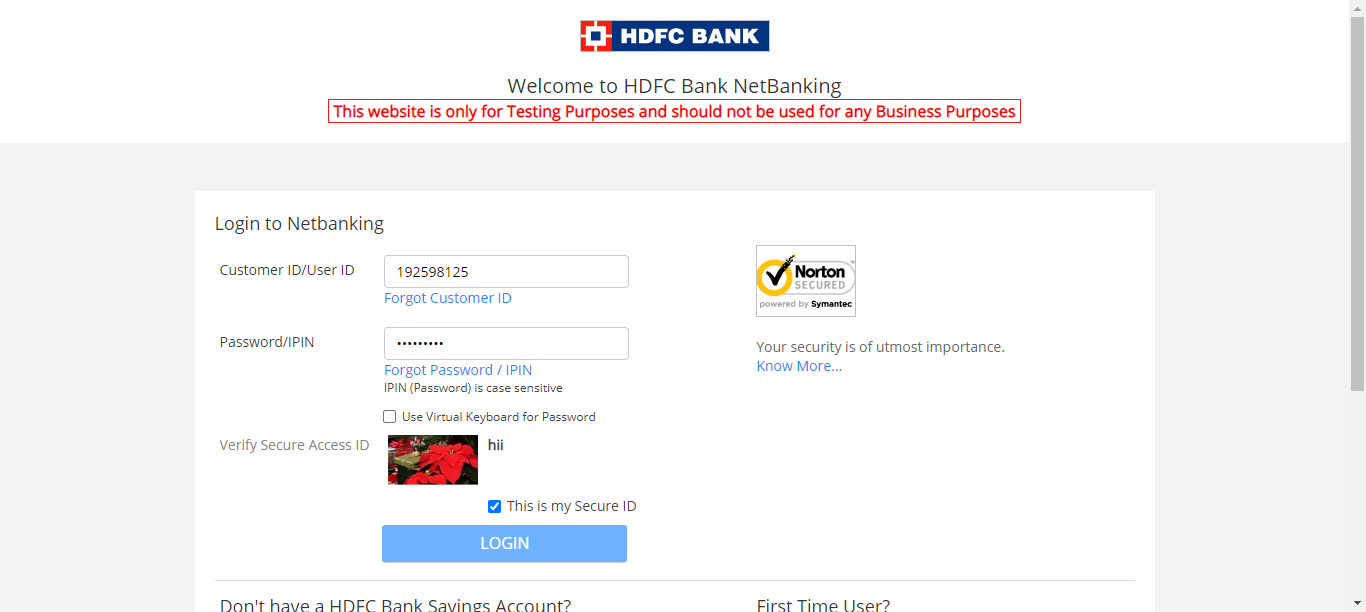 HDFC BANK
Welcome to HDFC Bank NetBanking
This website is only for Testing Purposes and should not be used for any Business Purposes
Login to Netbanking
Customer ID/User ID
192598125
Forgot Customer ID
Password/IPIN
•••••••••
Forgot Password / IPIN
IPIN (Password) is case sensitive
Use Virtual Keyboard for Password
Verify Secure Access ID
hii
This is my Secure ID
LOGIN
Norton
SECURED
powered by Symantec
Your security is of utmost importance.
Know More...
Don't have a HDFC Bank Savings Account?
First Time User?